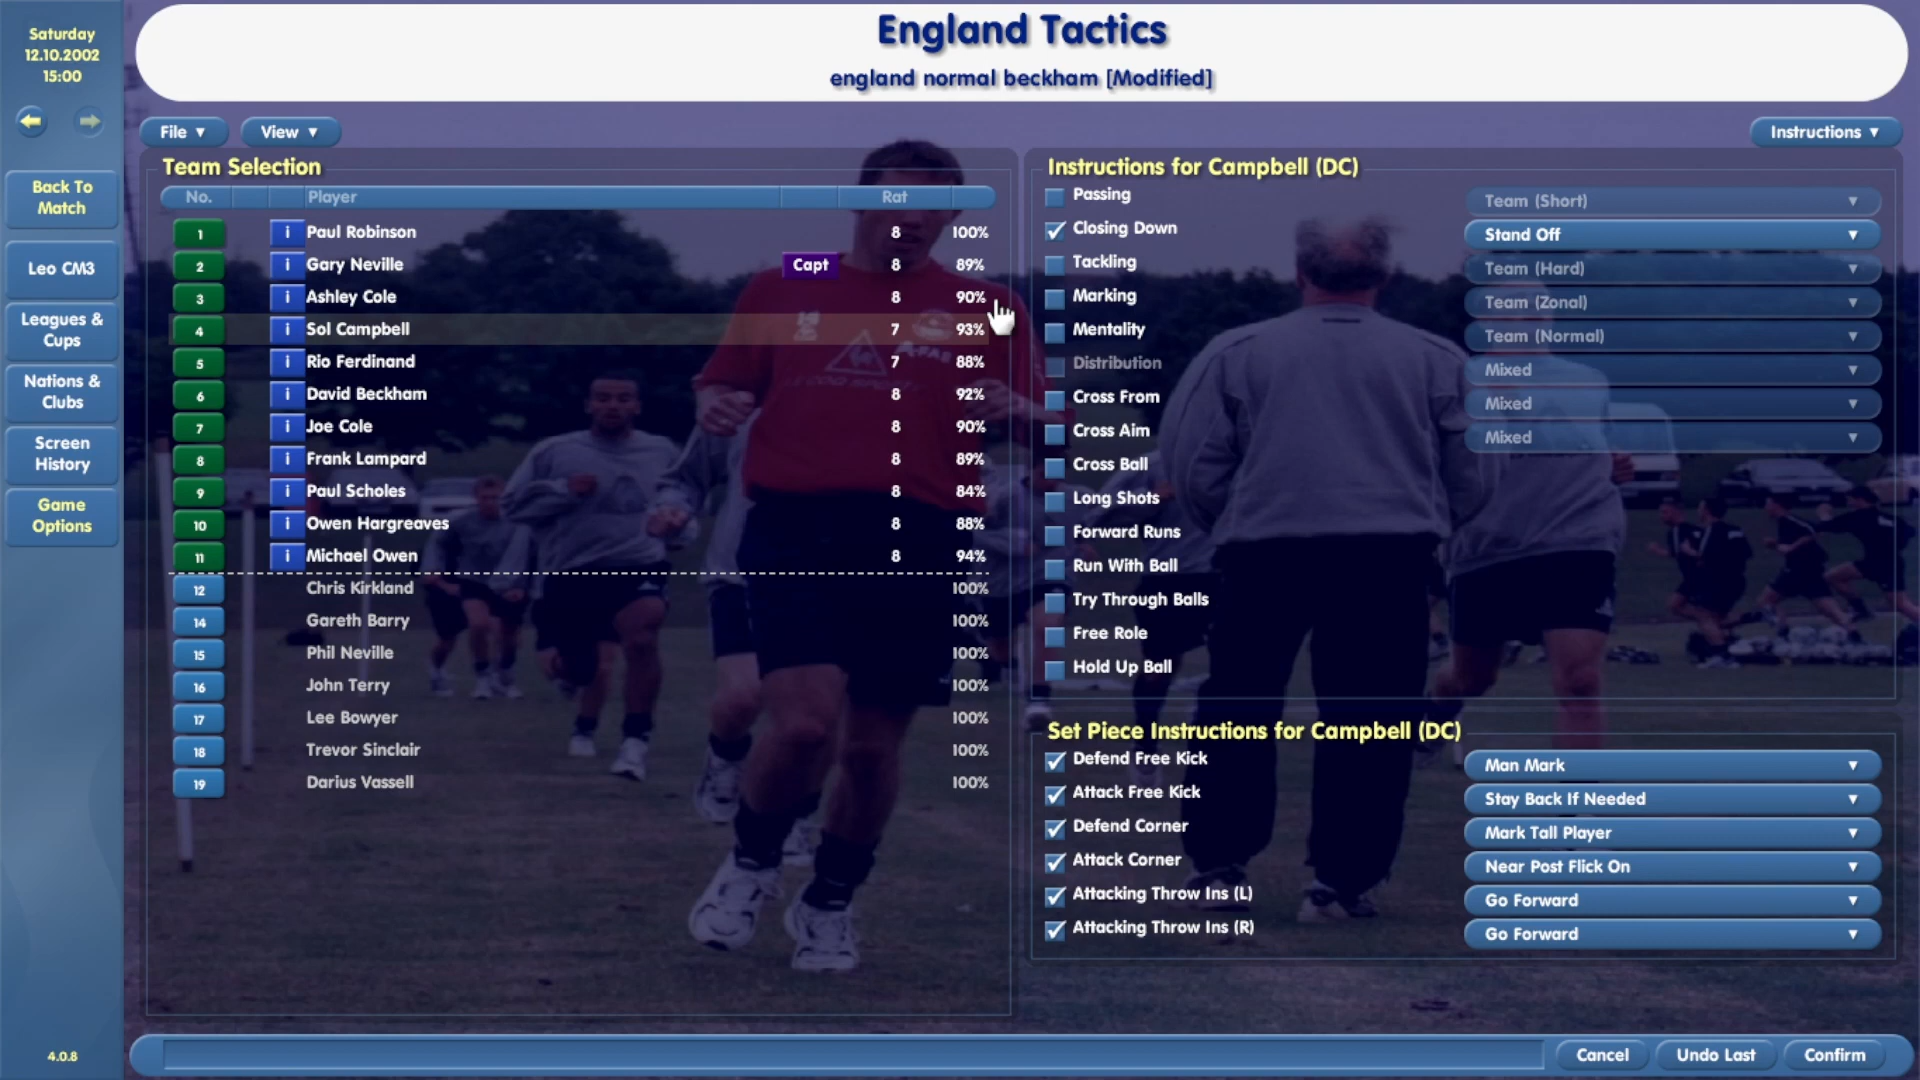 Saturday
12.10.2002
15:00
Back To
Match
Leo CM3
Leagues &
Cups
Nations &
Clubs
Screen
History
Game
Options
4.0.8
England Tactics
england normal beckham [Modified]
File ▼ View ▼ Instructions ▼
Team Selection
No. Player Rat
1 i Paul Robinson 8 100%
2 i Gary Neville Capt 8 89%
3 i Ashley Cole 8 90%
4 i Sol Campbell 7 93%
5 i Rio Ferdinand 7 88%
6 i David Beckham 8 92%
7 i Joe Cole 8 90%
8 i Frank Lampard 8 89%
9 i Paul Scholes 8 84%
10 i Owen Hargreaves 8 88%
11 i Michael Owen 8 94%
12 Chris Kirkland 100%
14 Gareth Barry 100%
15 Phil Neville 100%
16 John Terry 100%
17 Lee Bowyer 100%
18 Trevor Sinclair 100%
19 Darius Vassell 100%
Instructions for Campbell (DC)
Passing Team (Short)
Closing Down Stand Off
Tackling Team (Hard)
Marking Team (Zonal)
Mentality Team (Normal)
Distribution Mixed
Cross From Mixed
Cross Aim Mixed
Cross Ball
Long Shots
Forward Runs
Run With Ball
Try Through Balls
Free Role
Hold Up Ball
Set Piece Instructions for Campbell (DC)
Defend Free Kick Man Mark
Attack Free Kick Stay Back If Needed
Defend Corner Mark Tall Player
Attack Corner Near Post Flick On
Attacking Throw Ins (L) Go Forward
Attacking Throw Ins (R) Go Forward
Cancel Undo Last Confirm